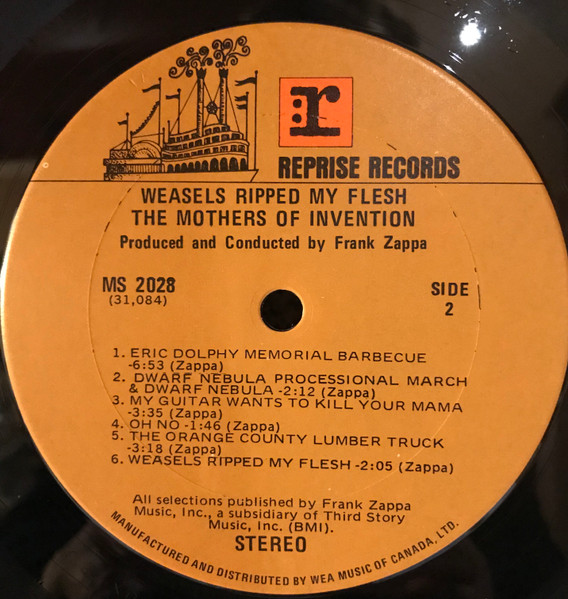 r
REPRISE RECORDS
WEASELS RIPPED MY FLESH
THE MOTHERS OF INVENTION
Produced and Conducted by Frank Zappa
MS 2028
(31,084)
SIDE
2
1. ERIC DOLPHY MEMORIAL BARBECUE
-6:53 (Zappa)
2. DWARF NEBULA PROCESSIONAL MARCH
& DWARF NEBULA -2:12 (Zappa)
3. MY GUITAR WANTS TO KILL YOUR MAMA
-3:35 (Zappa)
4. OH NO -1:46 (Zappa)
5. THE ORANGE COUNTY LUMBER TRUCK
-3:18 (Zappa)
6. WEASELS RIPPED MY FLESH -2:05 (Zappa)
All selections published by Frank Zappa
Music, Inc., a subsidiary of Third Story
Music, Inc. (BMI).
STEREO
MANUFACTURED AND DISTRIBUTED BY WEA MUSIC OF CANADA, LTD.